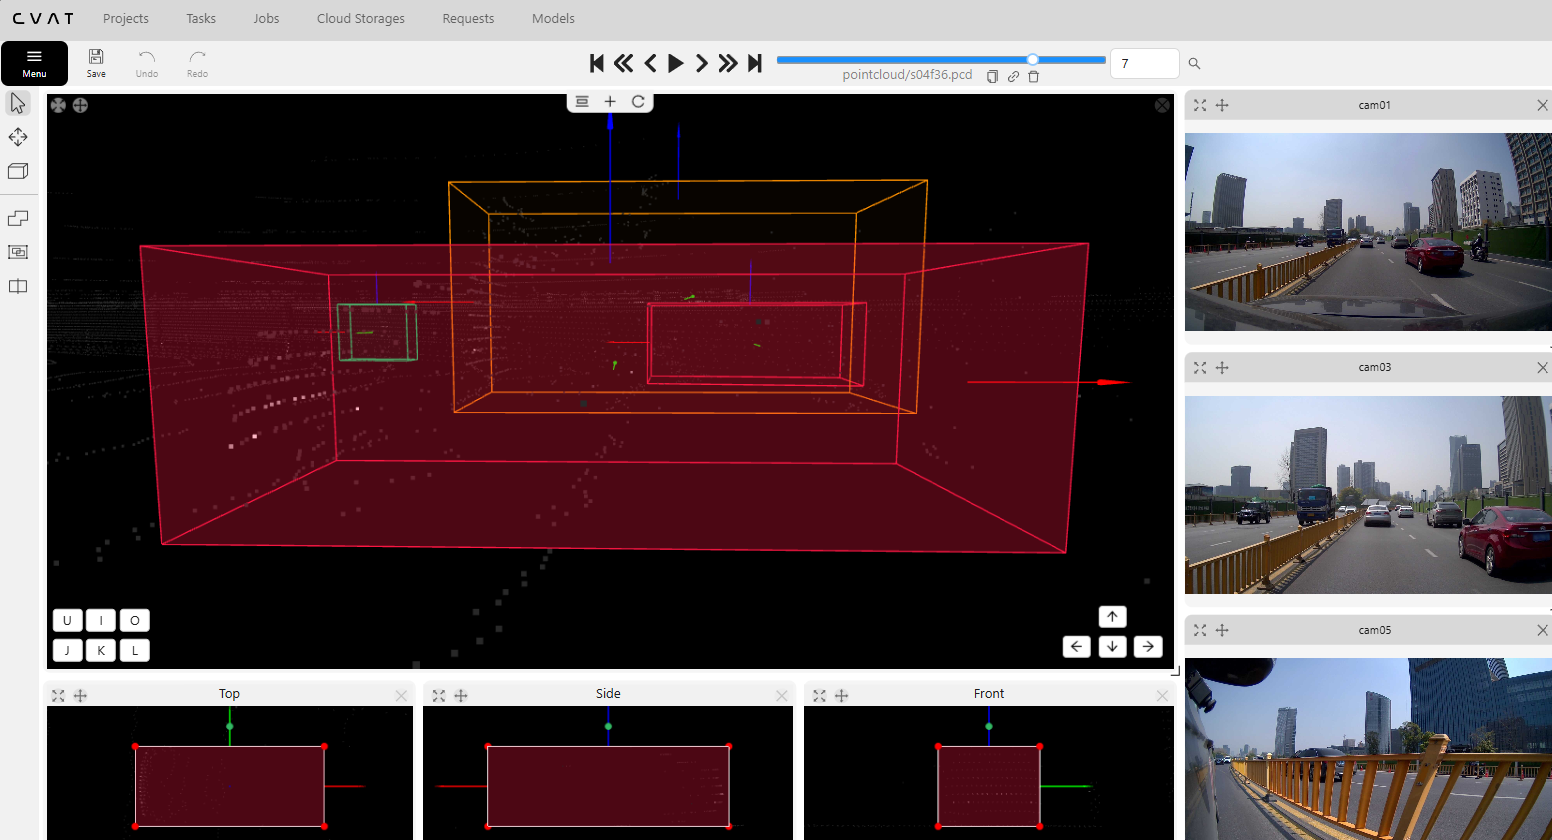 CVAT Projects Tasks Jobs Cloud Storages Requests Models
Menu Save Undo Redo
7
pointcloud/s04f36.pcd
cam01
cam03
cam05
U I O
J K L
Top Side Front